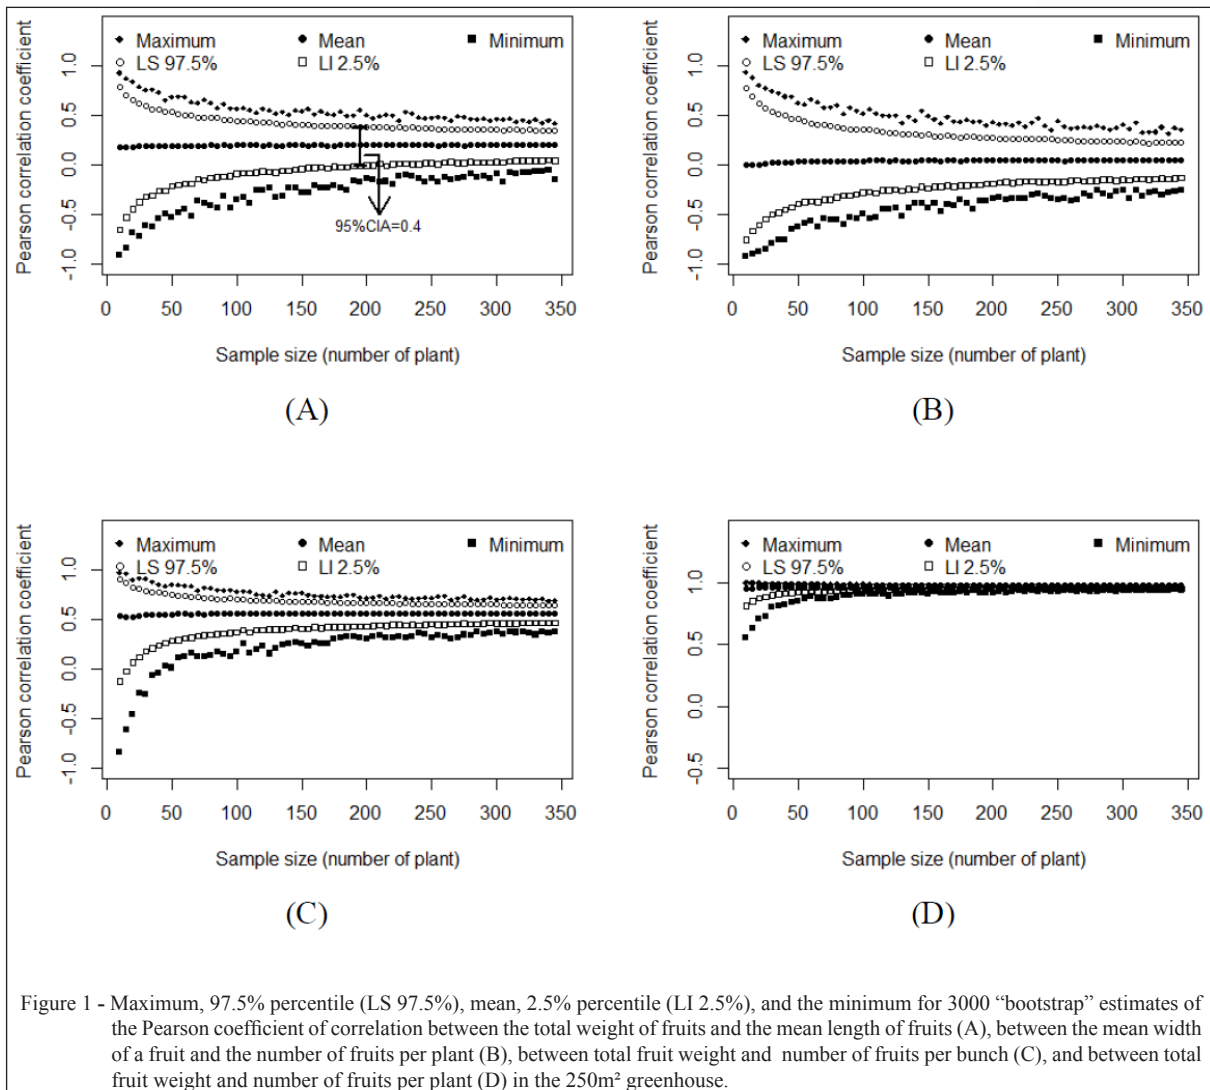 Maximum Mean Minimum
LS 97.5% LI 2.5%
Pearson correlation coefficient
1.0
0.5
0.0
-0.5
-1.0
95%CIA=0.4
0 50 100 150 200 250 300 350
Sample size (number of plant)
(A)
Maximum Mean Minimum
LS 97.5% LI 2.5%
Pearson correlation coefficient
1.0
0.5
0.0
-0.5
-1.0
0 50 100 150 200 250 300 350
Sample size (number of plant)
(B)
Maximum Mean Minimum
LS 97.5% LI 2.5%
Pearson correlation coefficient
1.0
0.5
0.0
-0.5
-1.0
0 50 100 150 200 250 300 350
Sample size (number of plant)
(C)
Maximum Mean Minimum
LS 97.5% LI 2.5%
Pearson correlation coefficient
1.0
0.5
0.0
-0.5
0 50 100 150 200 250 300 350
Sample size (number of plant)
(D)
Figure 1 - Maximum, 97.5% percentile (LS 97.5%), mean, 2.5% percentile (LI 2.5%), and the minimum for 3000 “bootstrap” estimates of
the Pearson coefficient of correlation between the total weight of fruits and the mean length of fruits (A), between the mean width
of a fruit and the number of fruits per plant (B), between total fruit weight and number of fruits per bunch (C), and between total
fruit weight and number of fruits per plant (D) in the 250m² greenhouse.